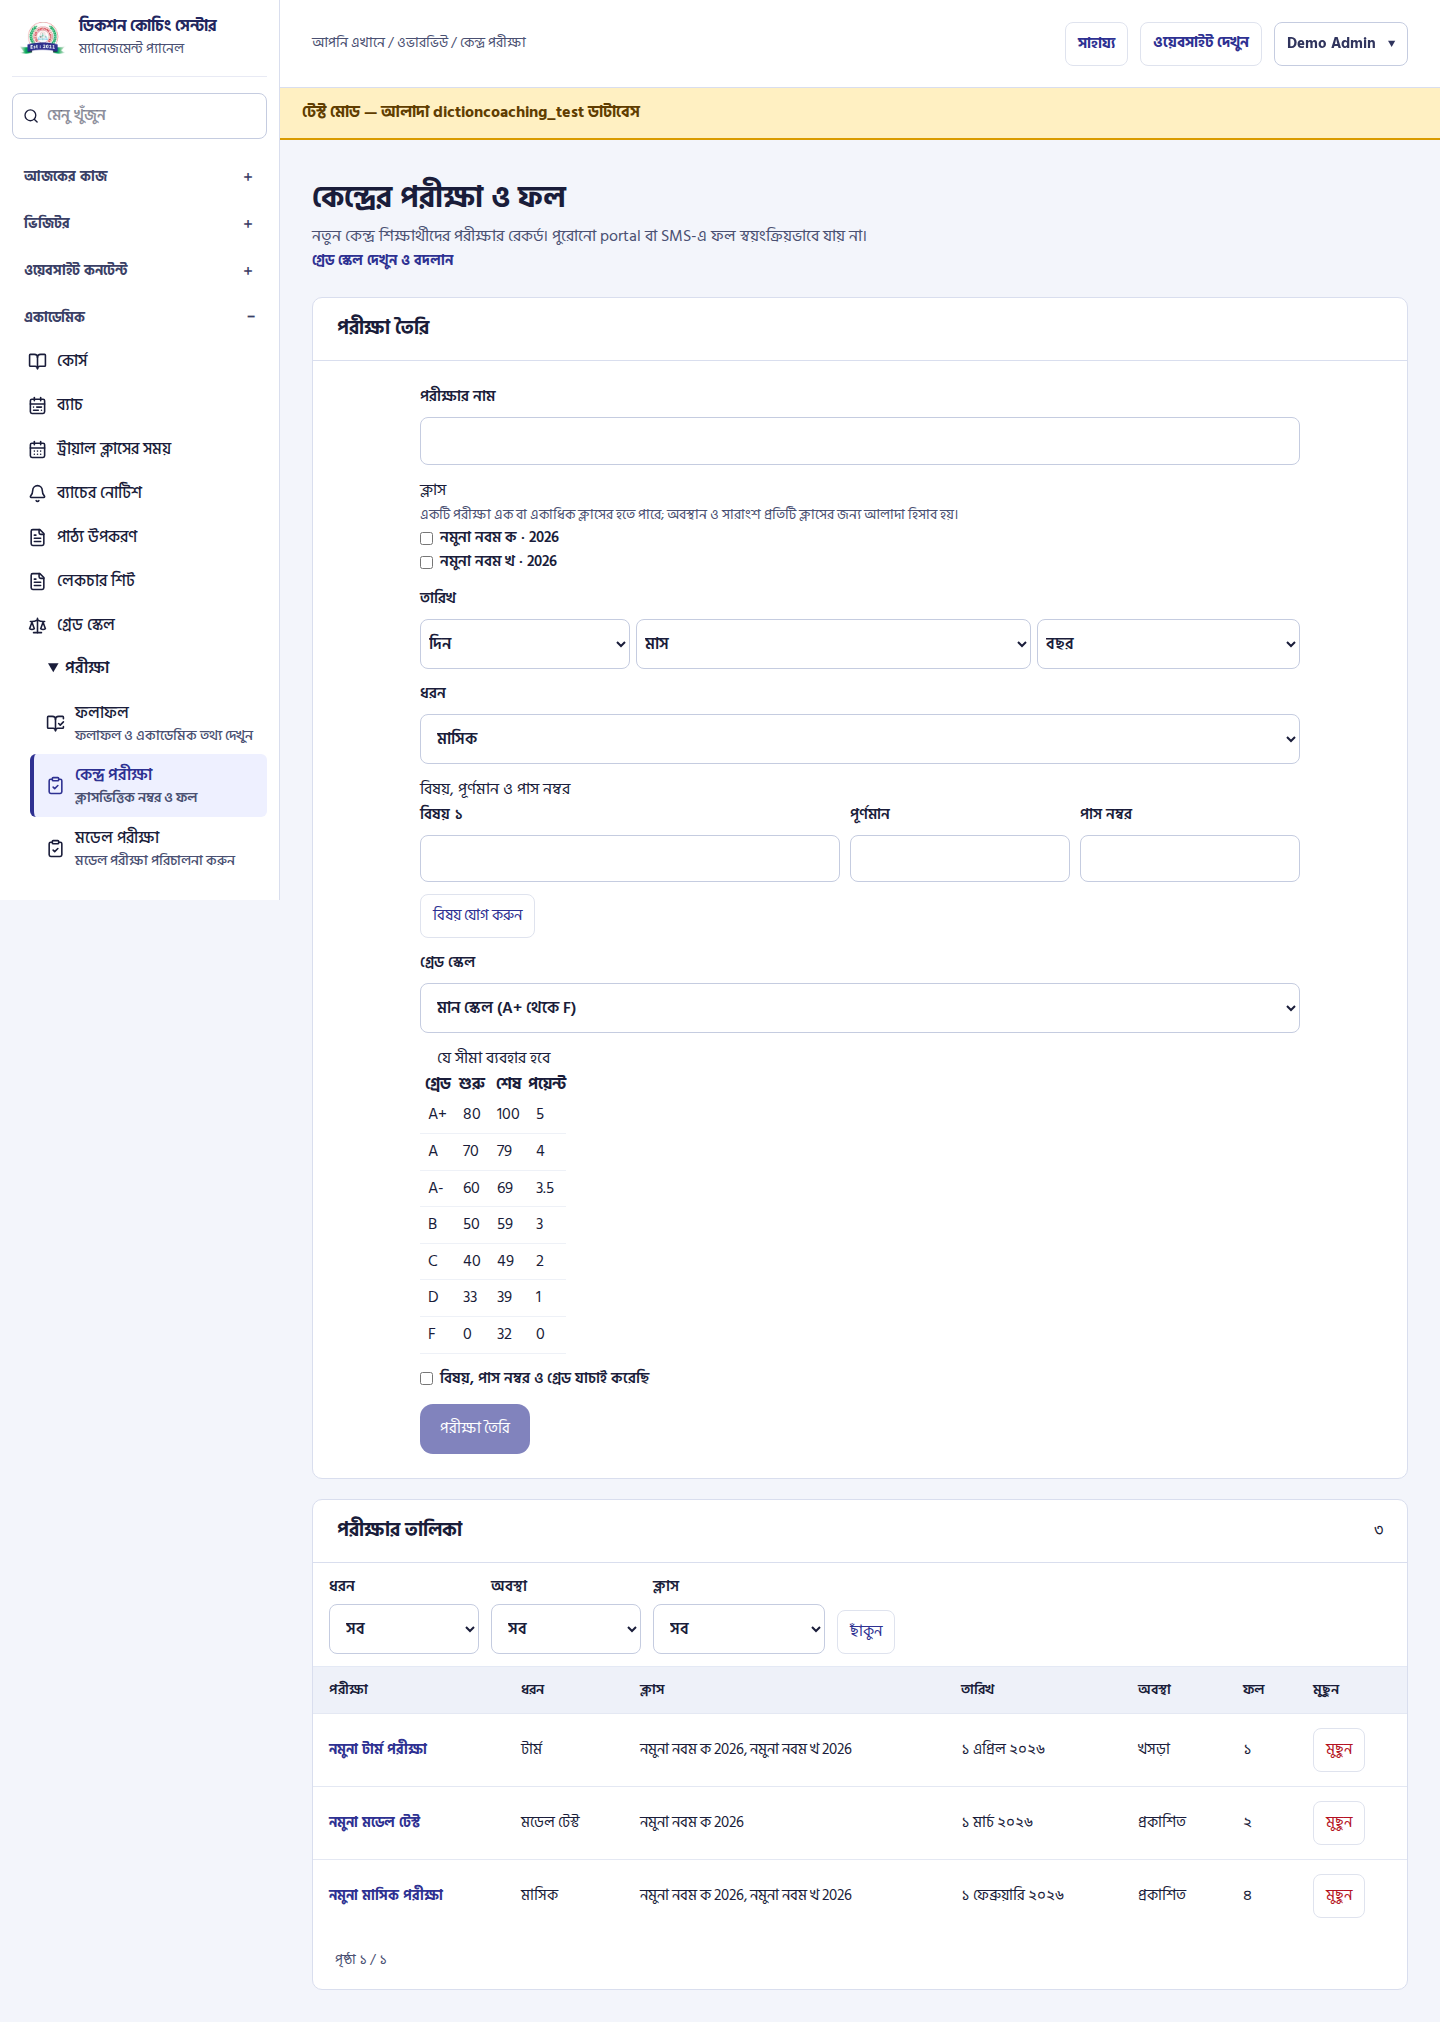 ডিকশন কোচিং সেন্টার
ম্যানেজমেন্ট প্যানেল
মেনু খুঁজুন
আজকের কাজ +
ভিজিটর +
ওয়েবসাইট কনটেন্ট +
একাডেমিক −
কোর্স
ব্যাচ
ট্রায়াল ক্লাসের সময়
ব্যাচের নোটিশ
পাঠ্য উপকরণ
লেকচার শিট
গ্রেড স্কেল
▼ পরীক্ষা
ফলাফল
ফলাফল ও একাডেমিক তথ্য দেখুন
কেন্দ্র পরীক্ষা
ক্লাসভিত্তিক নম্বর ও ফল
মডেল পরীক্ষা
মডেল পরীক্ষা পরিচালনা করুন
আপনি এখানে / ওভারভিউ / কেন্দ্র পরীক্ষা
সাহায্য
ওয়েবসাইট দেখুন
Demo Admin ▼
টেস্ট মোড — আলাদা dictioncoaching_test ডাটাবেস
কেন্দ্রের পরীক্ষা ও ফল
নতুন কেন্দ্র শিক্ষার্থীদের পরীক্ষার রেকর্ড। পুরোনো portal বা SMS-এ ফল স্বয়ংক্রিয়ভাবে যায় না।
গ্রেড স্কেল দেখুন ও বদলান
পরীক্ষা তৈরি
পরীক্ষার নাম
ক্লাস
একটি পরীক্ষা এক বা একাধিক ক্লাসের হতে পারে; অবস্থান ও সারাংশ প্রতিটি ক্লাসের জন্য আলাদা হিসাব হয়।
নমুনা নবম ক · 2026
নমুনা নবম খ · 2026
তারিখ
দিন মাস বছর
ধরন
মাসিক
বিষয়, পূর্ণমান ও পাস নম্বর
বিষয় ১ পূর্ণমান পাস নম্বর
বিষয় যোগ করুন
গ্রেড স্কেল
মান স্কেল (A+ থেকে F)
যে সীমা ব্যবহার হবে
গ্রেড শুরু শেষ পয়েন্ট
A+ 80 100 5
A 70 79 4
A- 60 69 3.5
B 50 59 3
C 40 49 2
D 33 39 1
F 0 32 0
বিষয়, পাস নম্বর ও গ্রেড যাচাই করেছি
পরীক্ষা তৈরি
পরীক্ষার তালিকা ৩
ধরন অবস্থা ক্লাস
সব সব সব ছাঁকুন
পরীক্ষা ধরন ক্লাস তারিখ অবস্থা ফল মুছুন
নমুনা টার্ম পরীক্ষা টার্ম নমুনা নবম ক 2026, নমুনা নবম খ 2026 ১ এপ্রিল ২০২৬ খসড়া ১ মুছুন
নমুনা মডেল টেস্ট মডেল টেস্ট নমুনা নবম ক 2026 ১ মার্চ ২০২৬ প্রকাশিত ২ মুছুন
নমুনা মাসিক পরীক্ষা মাসিক নমুনা নবম ক 2026, নমুনা নবম খ 2026 ১ ফেব্রুয়ারি ২০২৬ প্রকাশিত ৪ মুছুন
পৃষ্ঠা ১ / ১